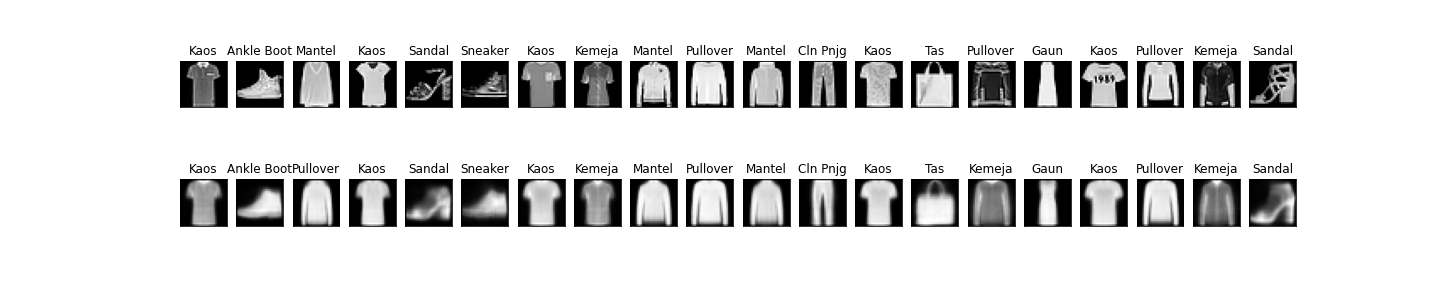 Kaos Ankle Boot Mantel Kaos Sandal Sneaker Kaos Kemeja Mantel Pullover Mantel Cln Pnjg Kaos Tas Pullover Gaun Kaos Pullover Kemeja Sandal
1989
Kaos Ankle Boot Pullover Kaos Sandal Sneaker Kaos Kemeja Mantel Pullover Mantel Cln Pnjg Kaos Tas Kemeja Gaun Kaos Pullover Kemeja Sandal